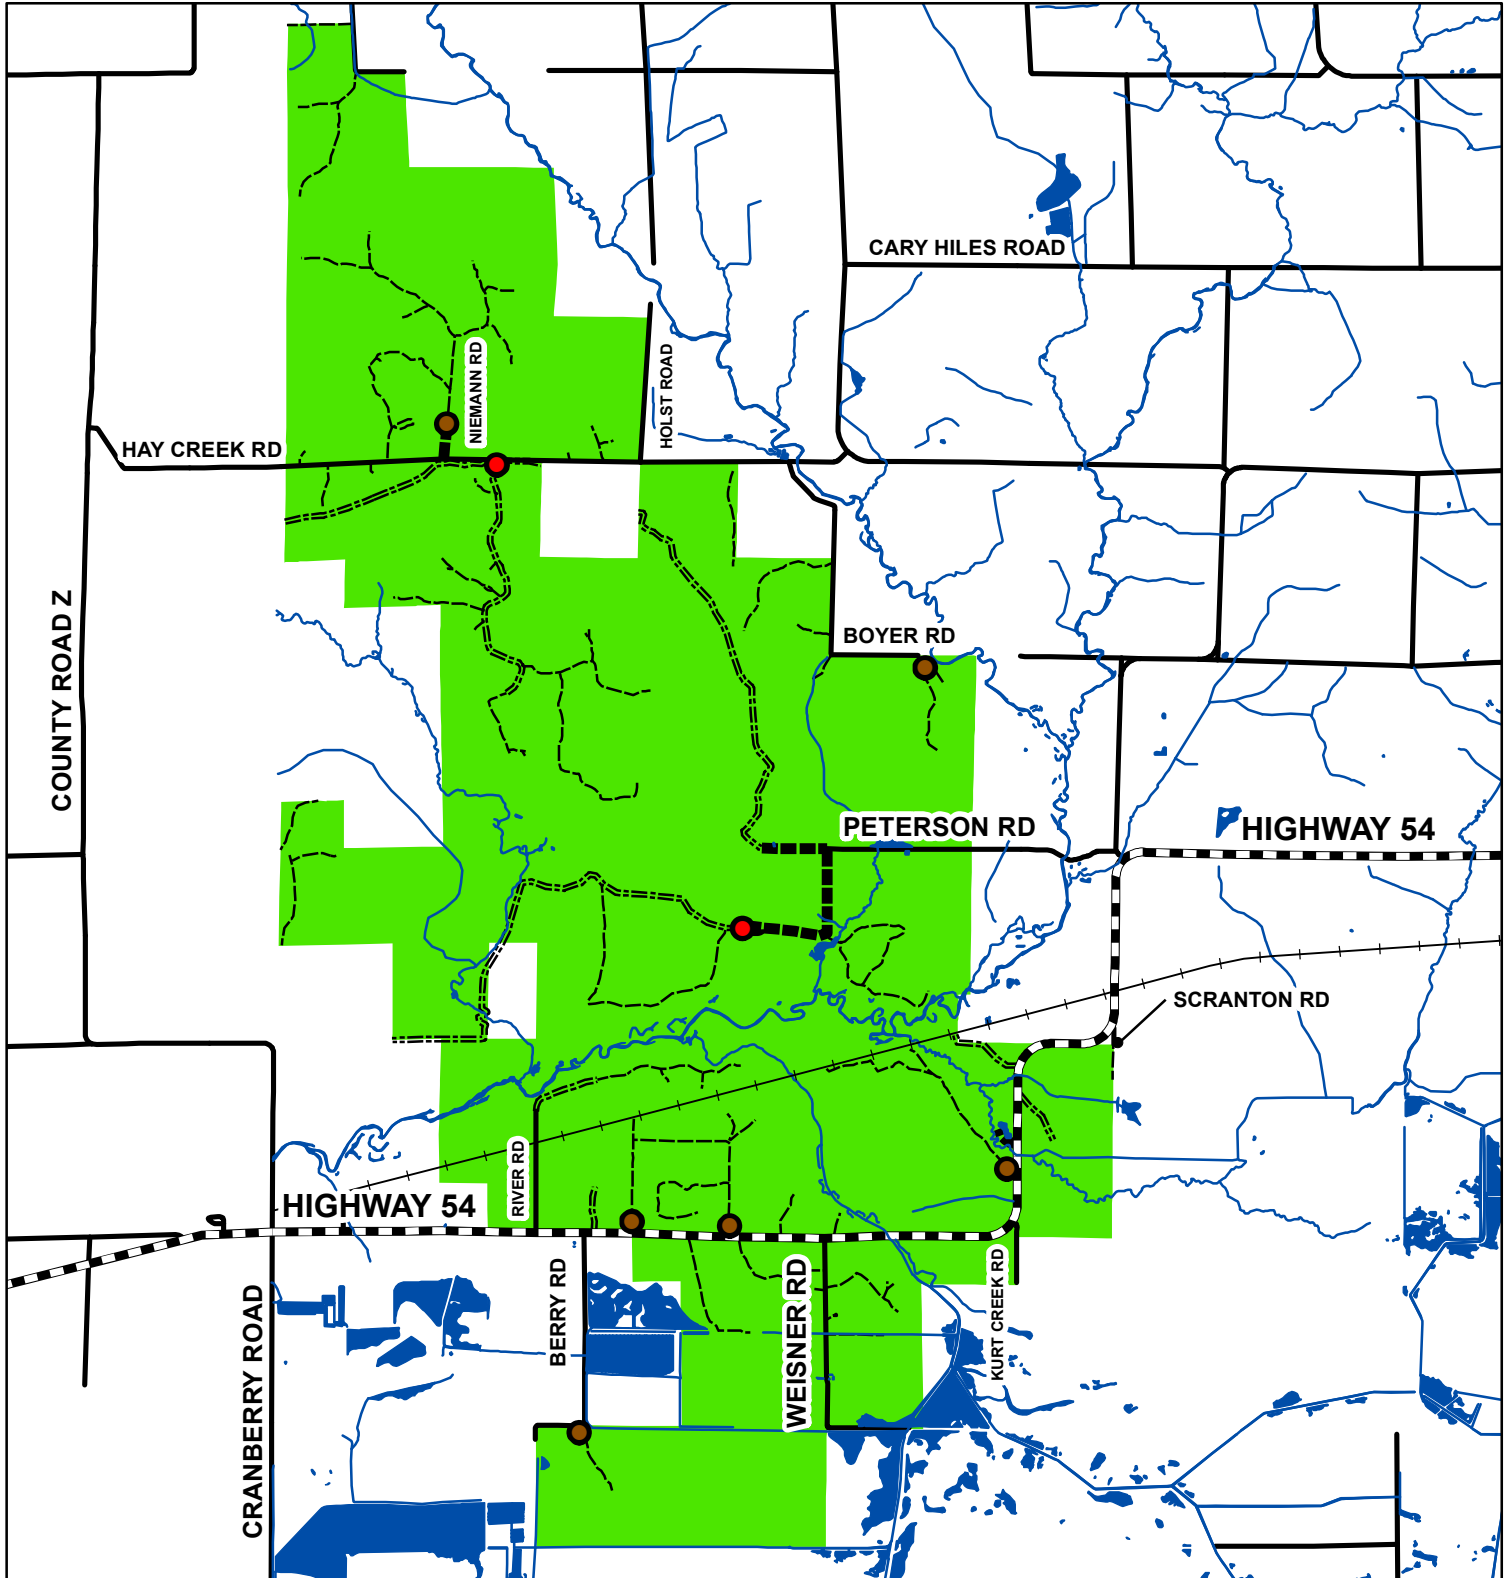 CARY HILES ROAD
NIEMANN RD
HOLST ROAD
HAY CREEK RD
COUNTY ROAD Z
BOYER RD
PETERSON RD
HIGHWAY 54
SCRANTON RD
RIVER RD
HIGHWAY 54
CRANBERRY ROAD
BERRY RD
WEISNER RD
KURT CREEK RD